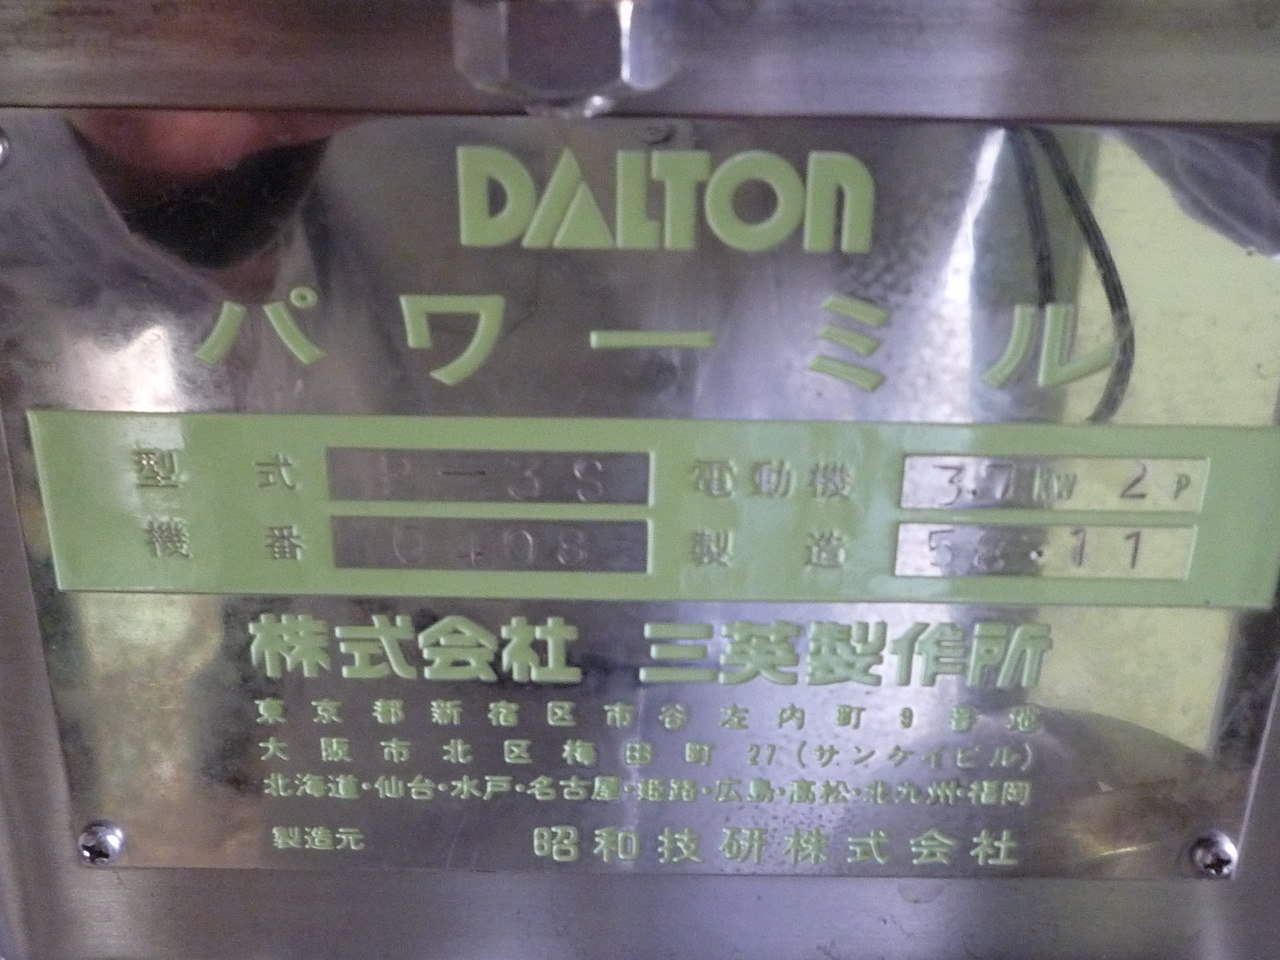 DALTON
パワーミル
型式 P-3S 電動機 3.7KW 2P
機番 製造 11
株式会社 三英製作所
東京都新宿区市谷左内町9番地
大阪市北区梅田町27(サンケイビル)
北海道・仙台・水戸・名古屋・姫路・広島・高松・北九州・福岡
製造元 昭和技研株式会社